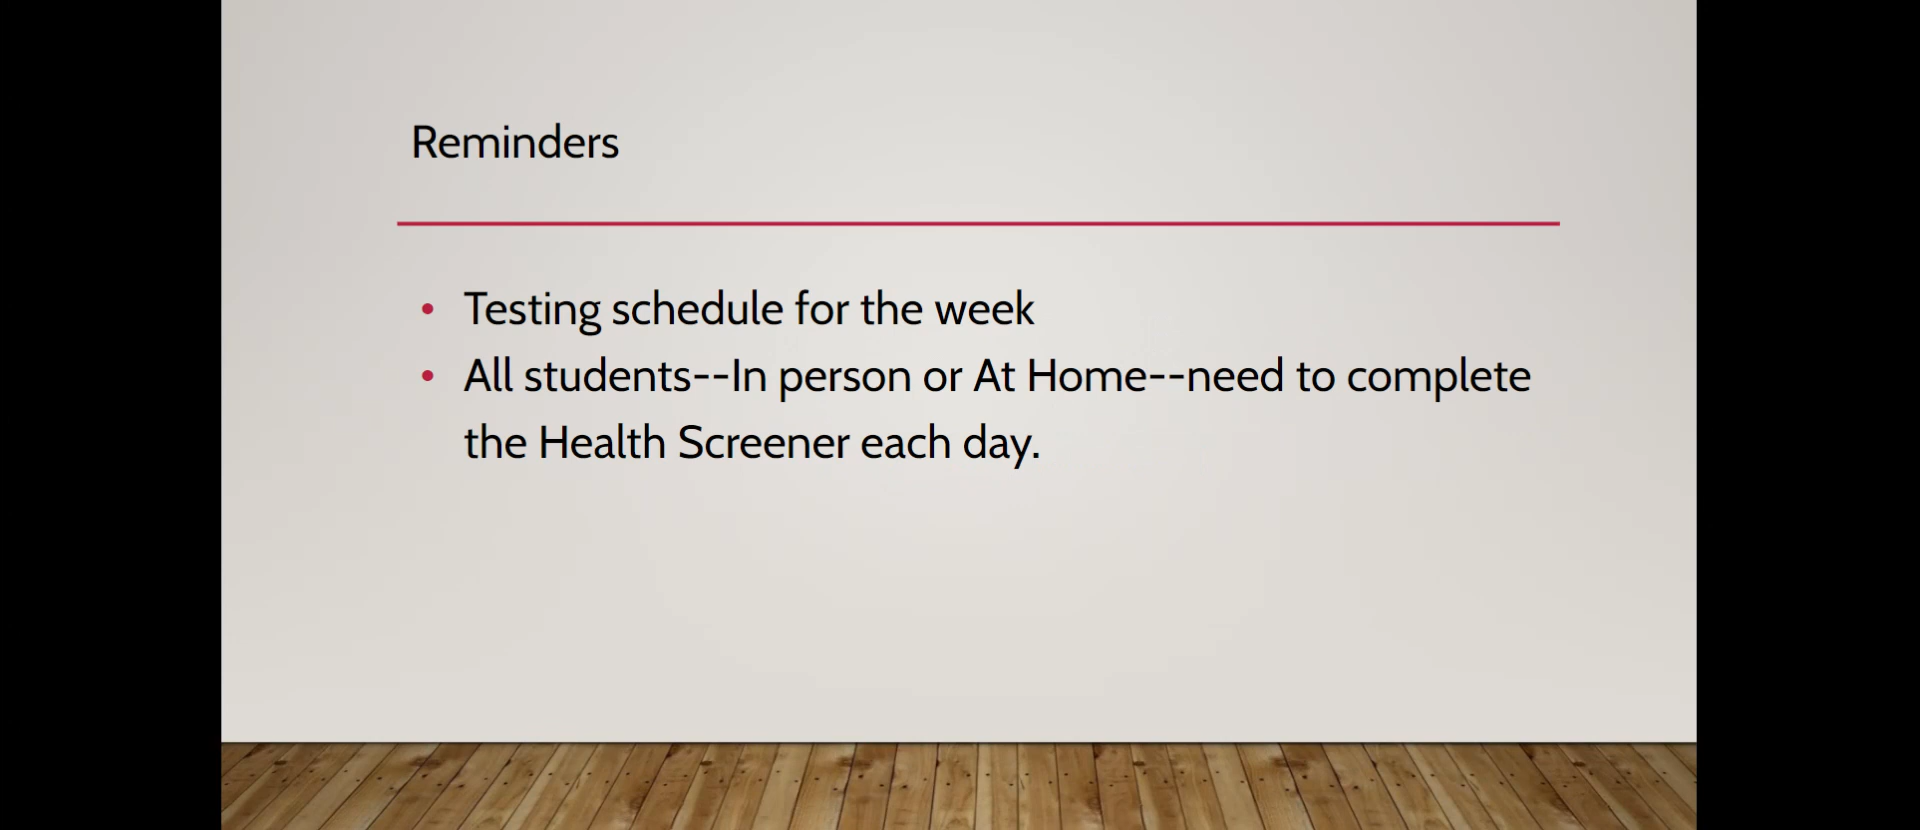 Reminders
• Testing schedule for the week
• All students--In person or At Home--need to complete
the Health Screener each day.